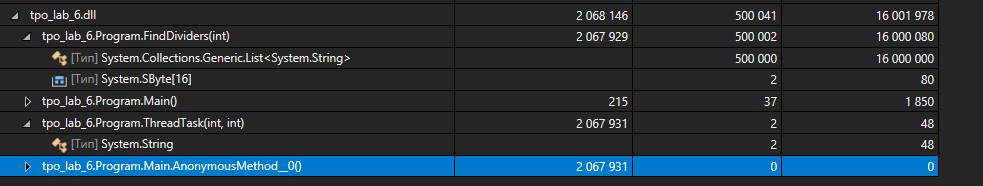 tpo_lab_6.dll 2 068 146 500 041 16 001 978
tpo_lab_6.Program.FindDividers(int) 2 067 929 500 002 16 000 080
[Тип] System.Collections.Generic.List<System.String> 500 000 16 000 000
[Тип] System.SByte[16] 2 80
tpo_lab_6.Program.Main() 215 37 1 850
tpo_lab_6.Program.ThreadTask(int, int) 2 067 931 2 48
[Тип] System.String 2 48
tpo_lab_6.Program.Main.AnonymousMethod__0() 2 067 931 0 0